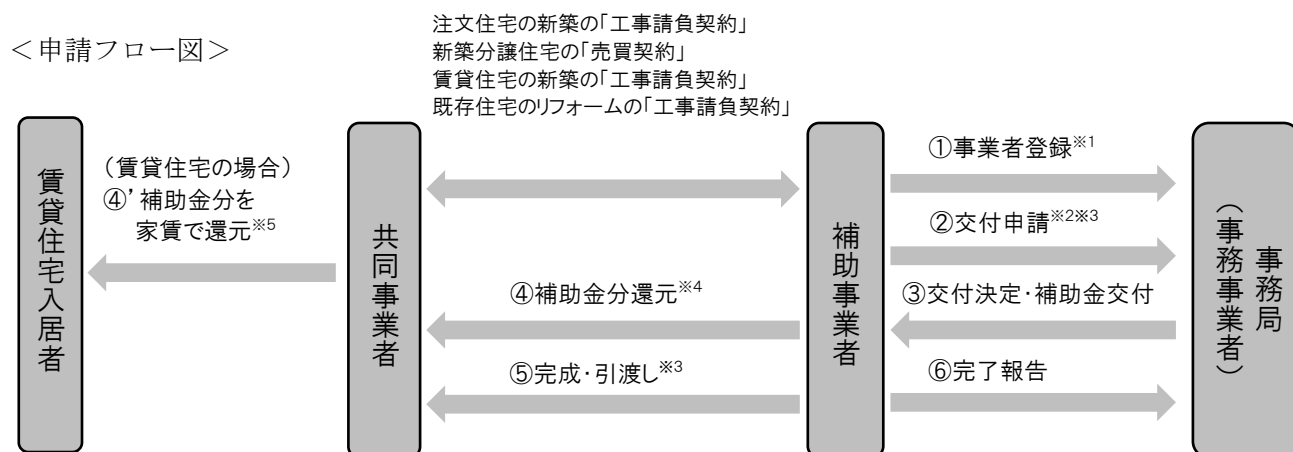 ＜申請フロー図＞
注文住宅の新築の「工事請負契約」
新築分譲住宅の「売買契約」
賃貸住宅の新築の「工事請負契約」
既存住宅のリフォームの「工事請負契約」
賃貸住宅入居者
（賃貸住宅の場合）
④’補助金分を
家賃で還元※5
共同事業者
④補助金分還元※4
⑤完成・引渡し※3
補助事業者
①事業者登録※1
②交付申請※2※3
③交付決定・補助金交付
⑥完了報告
事務局
（事務事業者）